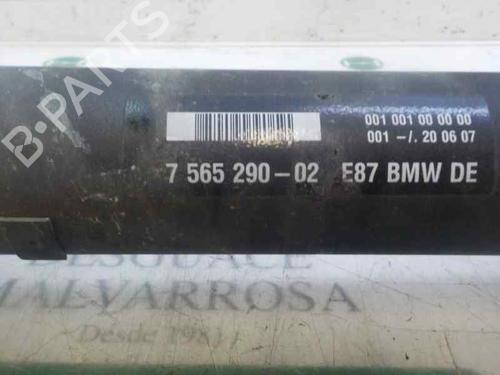 B-PARTS
001 001 00 00 00
001 -/. 20 06 07
7 565 290-02 E87 BMW DE
DESGUACE
MALVARROSA
Desde 1981